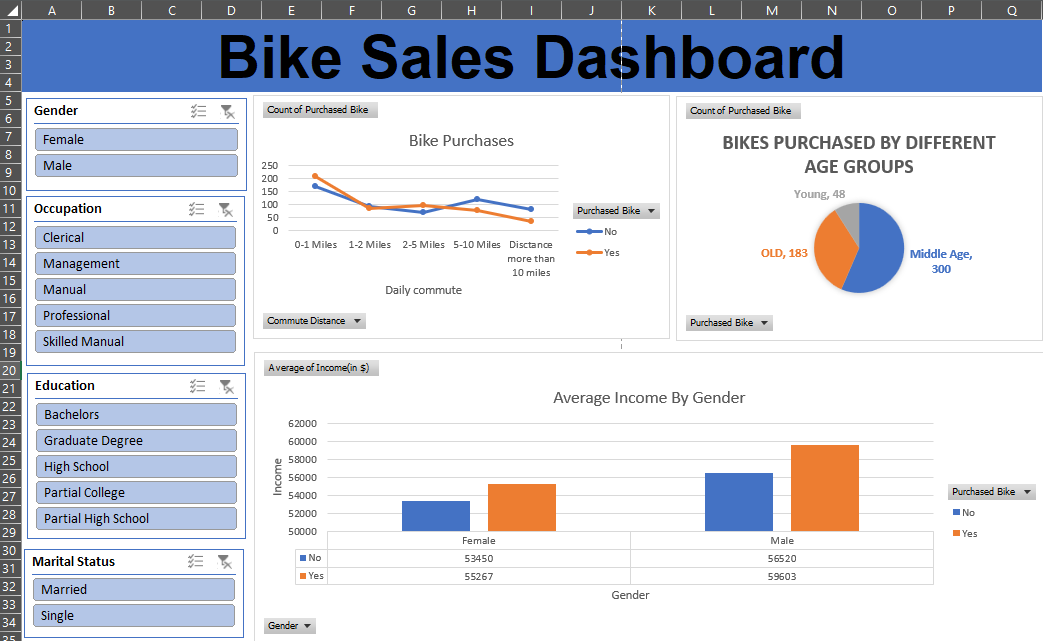 A B C D E F G H I J K L M N O P Q
1
2
3
4
5
6
7
8
9
10
11
12
13
14
15
16
17
18
19
20
21
22
23
24
25
26
27
28
29
30
31
32
33
34
35
Bike Sales Dashboard
Gender
Female
Male
Occupation
Clerical
Management
Manual
Professional
Skilled Manual
Education
Bachelors
Graduate Degree
High School
Partial College
Partial High School
Marital Status
Married
Single
Count of Purchased Bike
Bike Purchases
250
200
150
100
50
0
0-1 Miles 1-2 Miles 2-5 Miles 5-10 Miles Disctance
more than
10 miles
Daily commute
Purchased Bike
No
Yes
Commute Distance
Count of Purchased Bike
BIKES PURCHASED BY DIFFERENT
AGE GROUPS
Young, 48
OLD, 183
Middle Age,
300
Purchased Bike
Average of Income(in $)
Average Income By Gender
62000
60000
58000
56000
54000
52000
50000
Income
Female Male
No 53450 56520
Yes 55267 59603
Gender
Purchased Bike
No
Yes
Gender